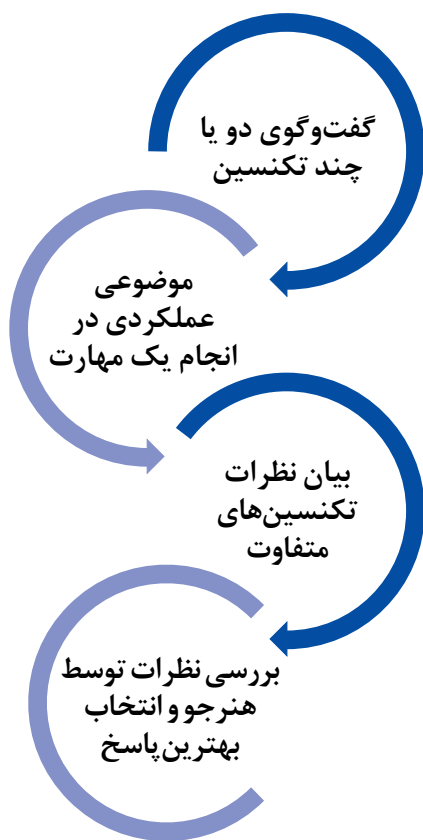 گفت‌وگوی دو یا
چند تکنسین
موضوعی
عملکردی در
انجام یک مهارت
بیان نظرات
تکنسین‌های
متفاوت
بررسی نظرات توسط
هنرجو و انتخاب
بهترین پاسخ